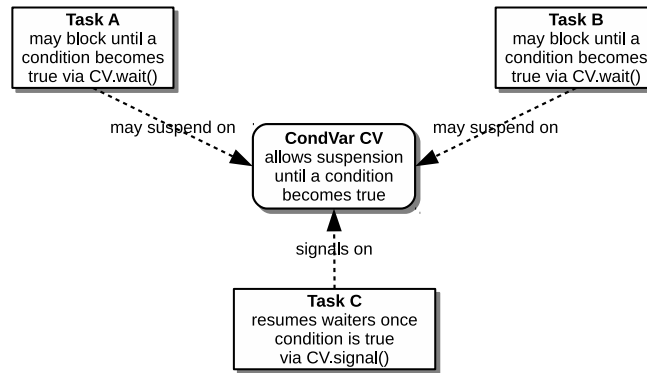 Task A
may block until a
condition becomes
true via CV.wait()
Task B
may block until a
condition becomes
true via CV.wait()
may suspend on
may suspend on
CondVar CV
allows suspension
until a condition
becomes true
signals on
Task C
resumes waiters once
condition is true
via CV.signal()